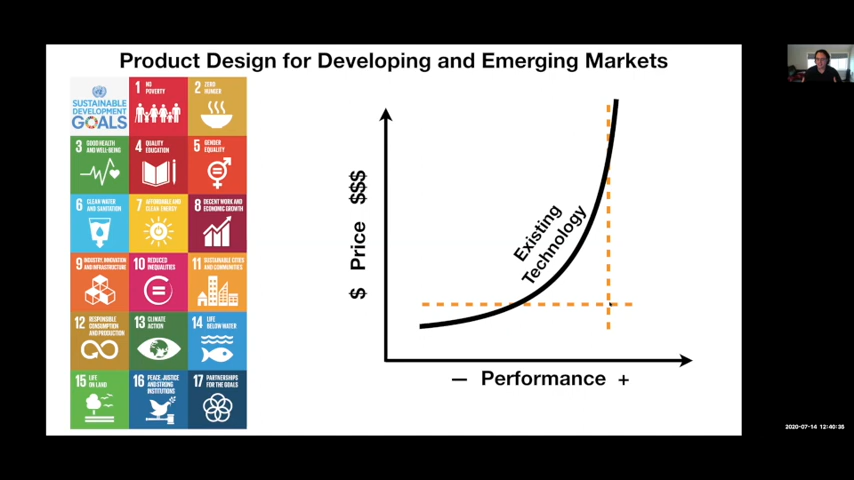 Product Design for Developing and Emerging Markets
SUSTAINABLE
DEVELOPMENT
GOALS
1 NO
POVERTY
2 ZERO
HUNGER
3 GOOD HEALTH
AND WELL-BEING
4 QUALITY
EDUCATION
5 GENDER
EQUALITY
6 CLEAN WATER
AND SANITATION
7 AFFORDABLE AND
CLEAN ENERGY
8 DECENT WORK AND
ECONOMIC GROWTH
9 INDUSTRY, INNOVATION
AND INFRASTRUCTURE
10 REDUCED
INEQUALITIES
11 SUSTAINABLE CITIES
AND COMMUNITIES
12 RESPONSIBLE
CONSUMPTION
AND PRODUCTION
13 CLIMATE
ACTION
14 LIFE
BELOW WATER
15 LIFE
ON LAND
16 PEACE, JUSTICE
AND STRONG
INSTITUTIONS
17 PARTNERSHIPS
FOR THE GOALS
$ Price $$$
Existing
Technology
— Performance +
2020-07-14 12:40:35